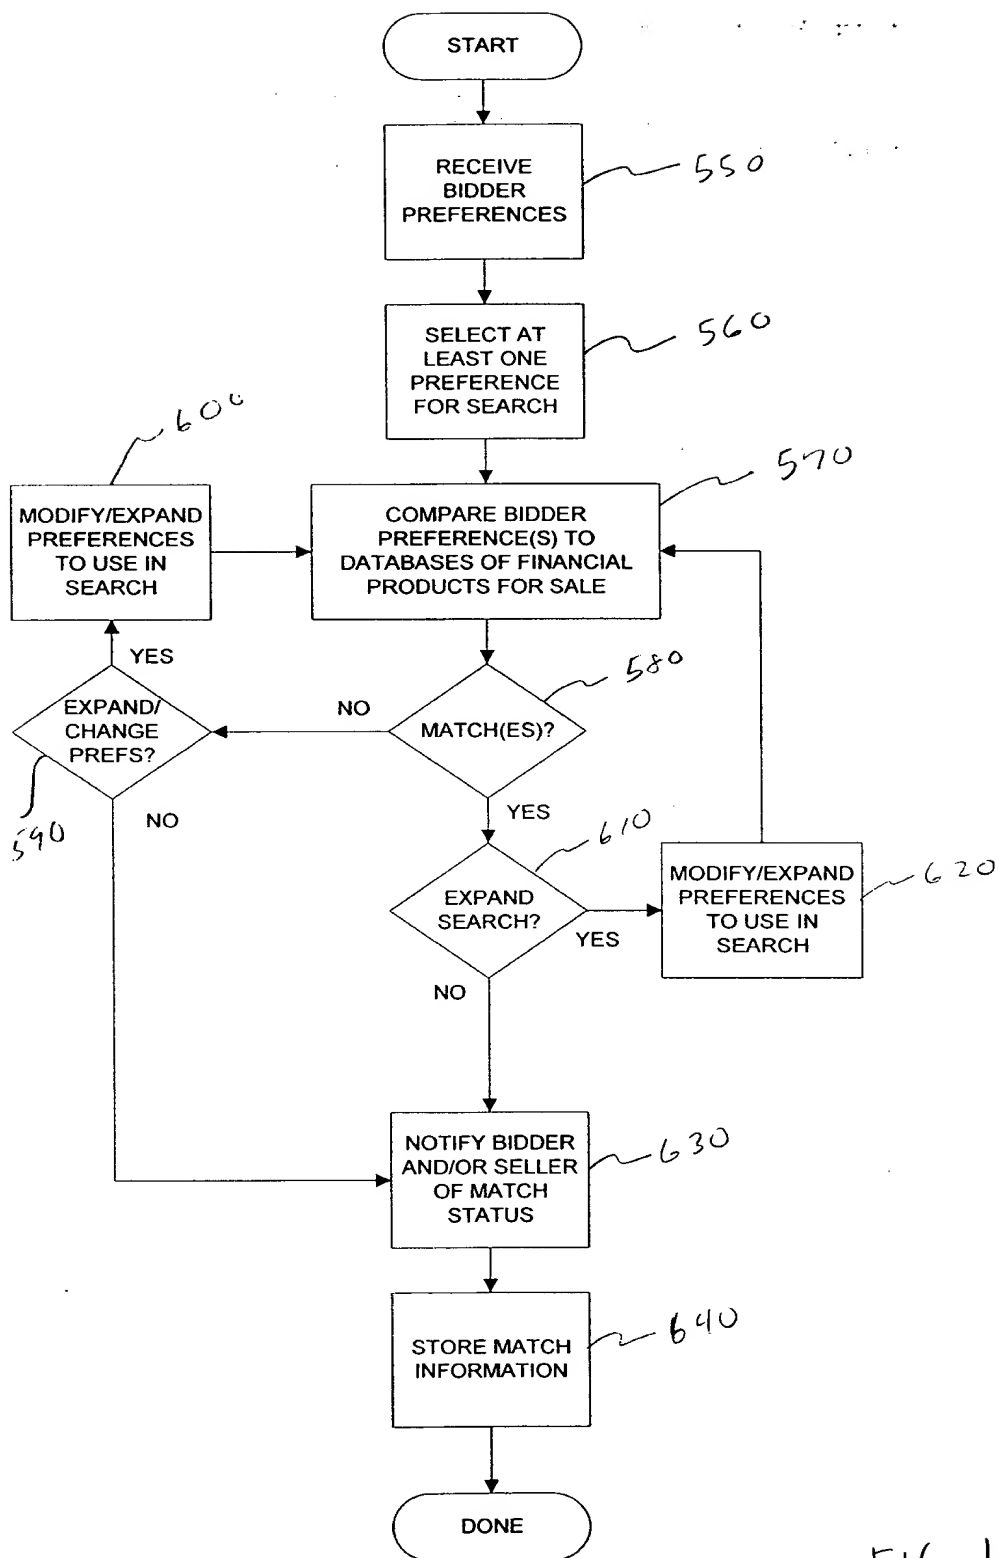 START
RECEIVE
BIDDER
PREFERENCES
550
SELECT AT
LEAST ONE
PREFERENCE
FOR SEARCH
560
600
MODIFY/EXPAND
PREFERENCES
TO USE IN
SEARCH
COMPARE BIDDER
PREFERENCE(S) TO
DATABASES OF FINANCIAL
PRODUCTS FOR SALE
570
YES
EXPAND/
CHANGE
PREFS?
590
NO
NO
MATCH(ES)?
580
YES
EXPAND
SEARCH?
610
YES
MODIFY/EXPAND
PREFERENCES
TO USE IN
SEARCH
620
NO
NOTIFY BIDDER
AND/OR SELLER
OF MATCH
STATUS
630
STORE MATCH
INFORMATION
640
DONE